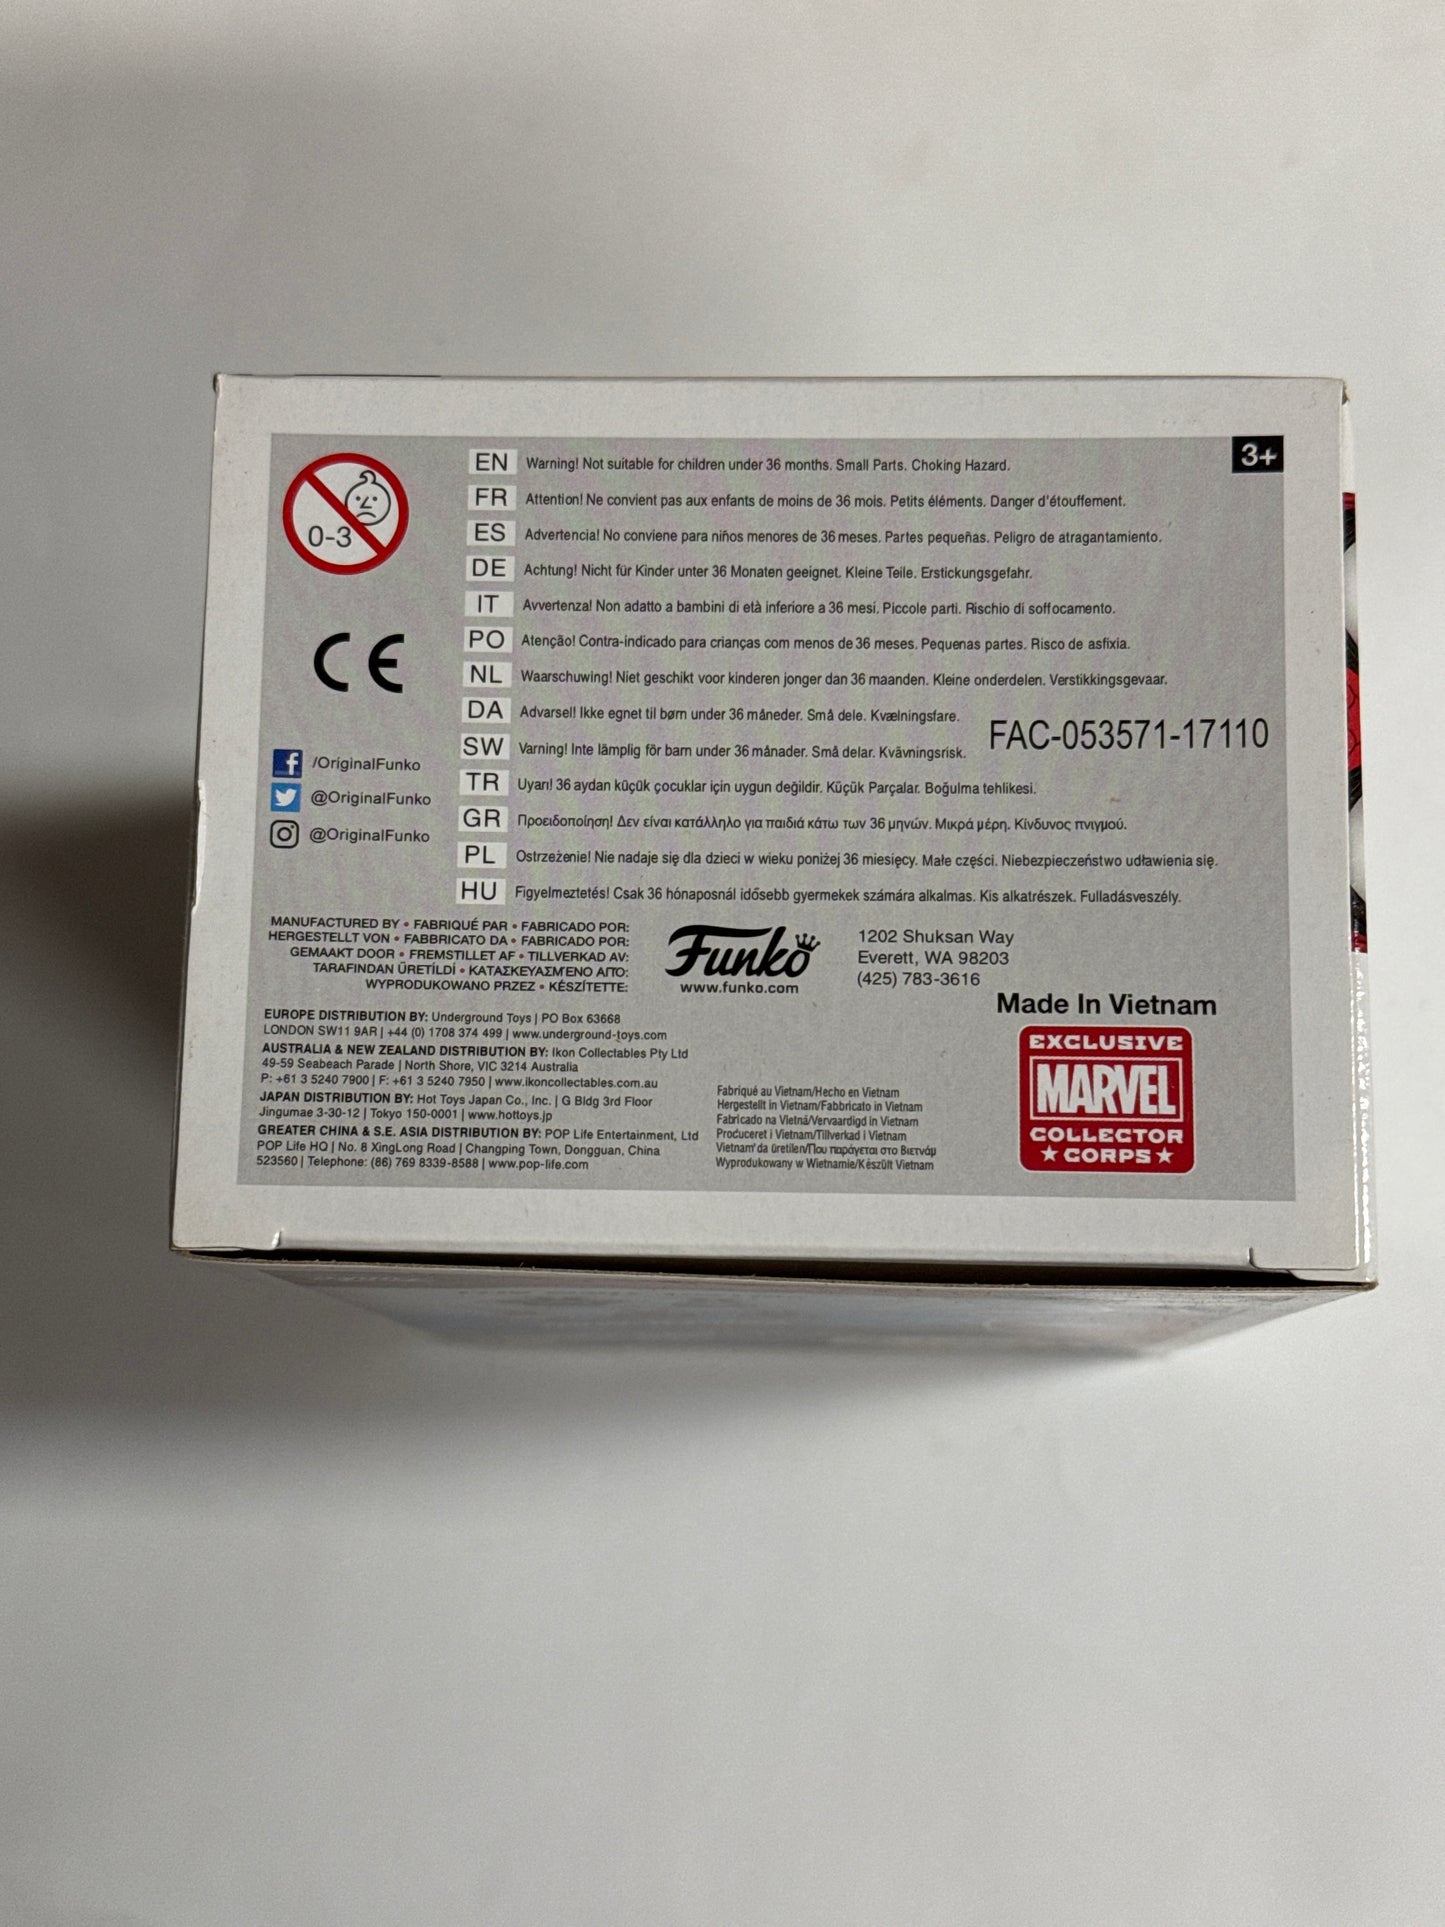 3+
0-3
EN Warning! Not suitable for children under 36 months. Small Parts. Choking Hazard.
FR Attention! Ne convient pas aux enfants de moins de 36 mois. Petits éléments. Danger d'étouffement.
ES Advertencia! No conviene para niños menores de 36 meses. Partes pequeñas. Peligro de atragantamiento.
DE Achtung! Nicht für Kinder unter 36 Monaten geeignet. Kleine Teile. Erstickungsgefahr.
IT Avvertenza! Non adatto a bambini di età inferiore a 36 mesi. Piccole parti. Rischio di soffocamento.
PO Atenção! Contra-indicado para crianças com menos de 36 meses. Pequenas partes. Risco de asfixia.
NL Waarschuwing! Niet geschikt voor kinderen jonger dan 36 maanden. Kleine onderdelen. Verstikkingsgevaar.
DA Advarsel! Ikke egnet til børn under 36 måneder. Små dele. Kvælningsfare.
SW Varning! Inte lämplig för barn under 36 månader. Små delar. Kvävningsrisk.
TR Uyarı! 36 aydan küçük çocuklar için uygun değildir. Küçük Parçalar. Boğulma tehlikesi.
GR Προειδοποίηση! Δεν είναι κατάλληλο για παιδιά κάτω των 36 μηνών. Μικρά μέρη. Κίνδυνος πνιγμού.
PL Ostrzeżenie! Nie nadaje się dla dzieci w wieku poniżej 36 miesięcy. Małe części. Niebezpieczeństwo udławienia się.
HU Figyelmeztetés! Csak 36 hónaposnál idősebb gyermekek számára alkalmas. Kis alkatrészek. Fulladásveszély.
FAC-053571-17110
CE
/OriginalFunko
@OriginalFunko
@OriginalFunko
MANUFACTURED BY • FABRIQUÉ PAR • FABRICADO POR:
HERGESTELLT VON • FABBRICATO DA • FABRICADO POR:
GEMAAKT DOOR • FREMSTILLET AF • TILLVERKAD AV:
TARAFINDAN ÜRETİLDİ • ΚΑΤΑΣΚΕΥΑΣΜΈΝΟ ΑΠΌ:
WYPRODUKOWANO PRZEZ • KÉSZÍTETTE:
Funko
www.funko.com
1202 Shuksan Way
Everett, WA 98203
(425) 783-3616
Made In Vietnam
EUROPE DISTRIBUTION BY: Underground Toys | PO Box 63668
LONDON SW11 9AR | +44 (0) 1708 374 499 | www.underground-toys.com
AUSTRALIA & NEW ZEALAND DISTRIBUTION BY: Ikon Collectables Pty Ltd
49-59 Seabeach Parade | North Shore, VIC 3214 Australia
P: +61 3 5240 7900 | F: +61 3 5240 7950 | www.ikoncollectables.com.au
JAPAN DISTRIBUTION BY: Hot Toys Japan Co., Inc. | G Bldg 3rd Floor
Jingumae 3-30-12 | Tokyo 150-0001 | www.hottoys.jp
GREATER CHINA & S.E. ASIA DISTRIBUTION BY: POP Life Entertainment, Ltd
POP Life HQ | No. 8 XingLong Road | Changping Town, Dongguan, China
523560 | Telephone: (86) 769 8339-8588 | www.pop-life.com
Fabriqué au Vietnam/Hecho en Vietnam
Hergestellt in Vietnam/Fabbricato in Vietnam
Fabricado na Vietnã/Vervaardigd in Vietnam
Produceret i Vietnam/Tillverkad i Vietnam
Vietnam'da üretilen/Που παράγεται στο Βιετνάμ
Wyprodukowany w Wietnamie/Készült Vietnam
EXCLUSIVE
MARVEL
COLLECTOR
CORPS